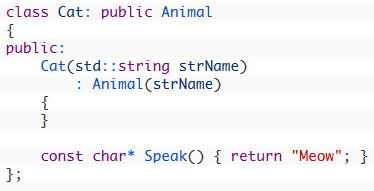 class Cat: public Animal
{
public:
    Cat(std::string strName)
        : Animal(strName)
    {
    }

    const char* Speak() { return "Meow"; }
};